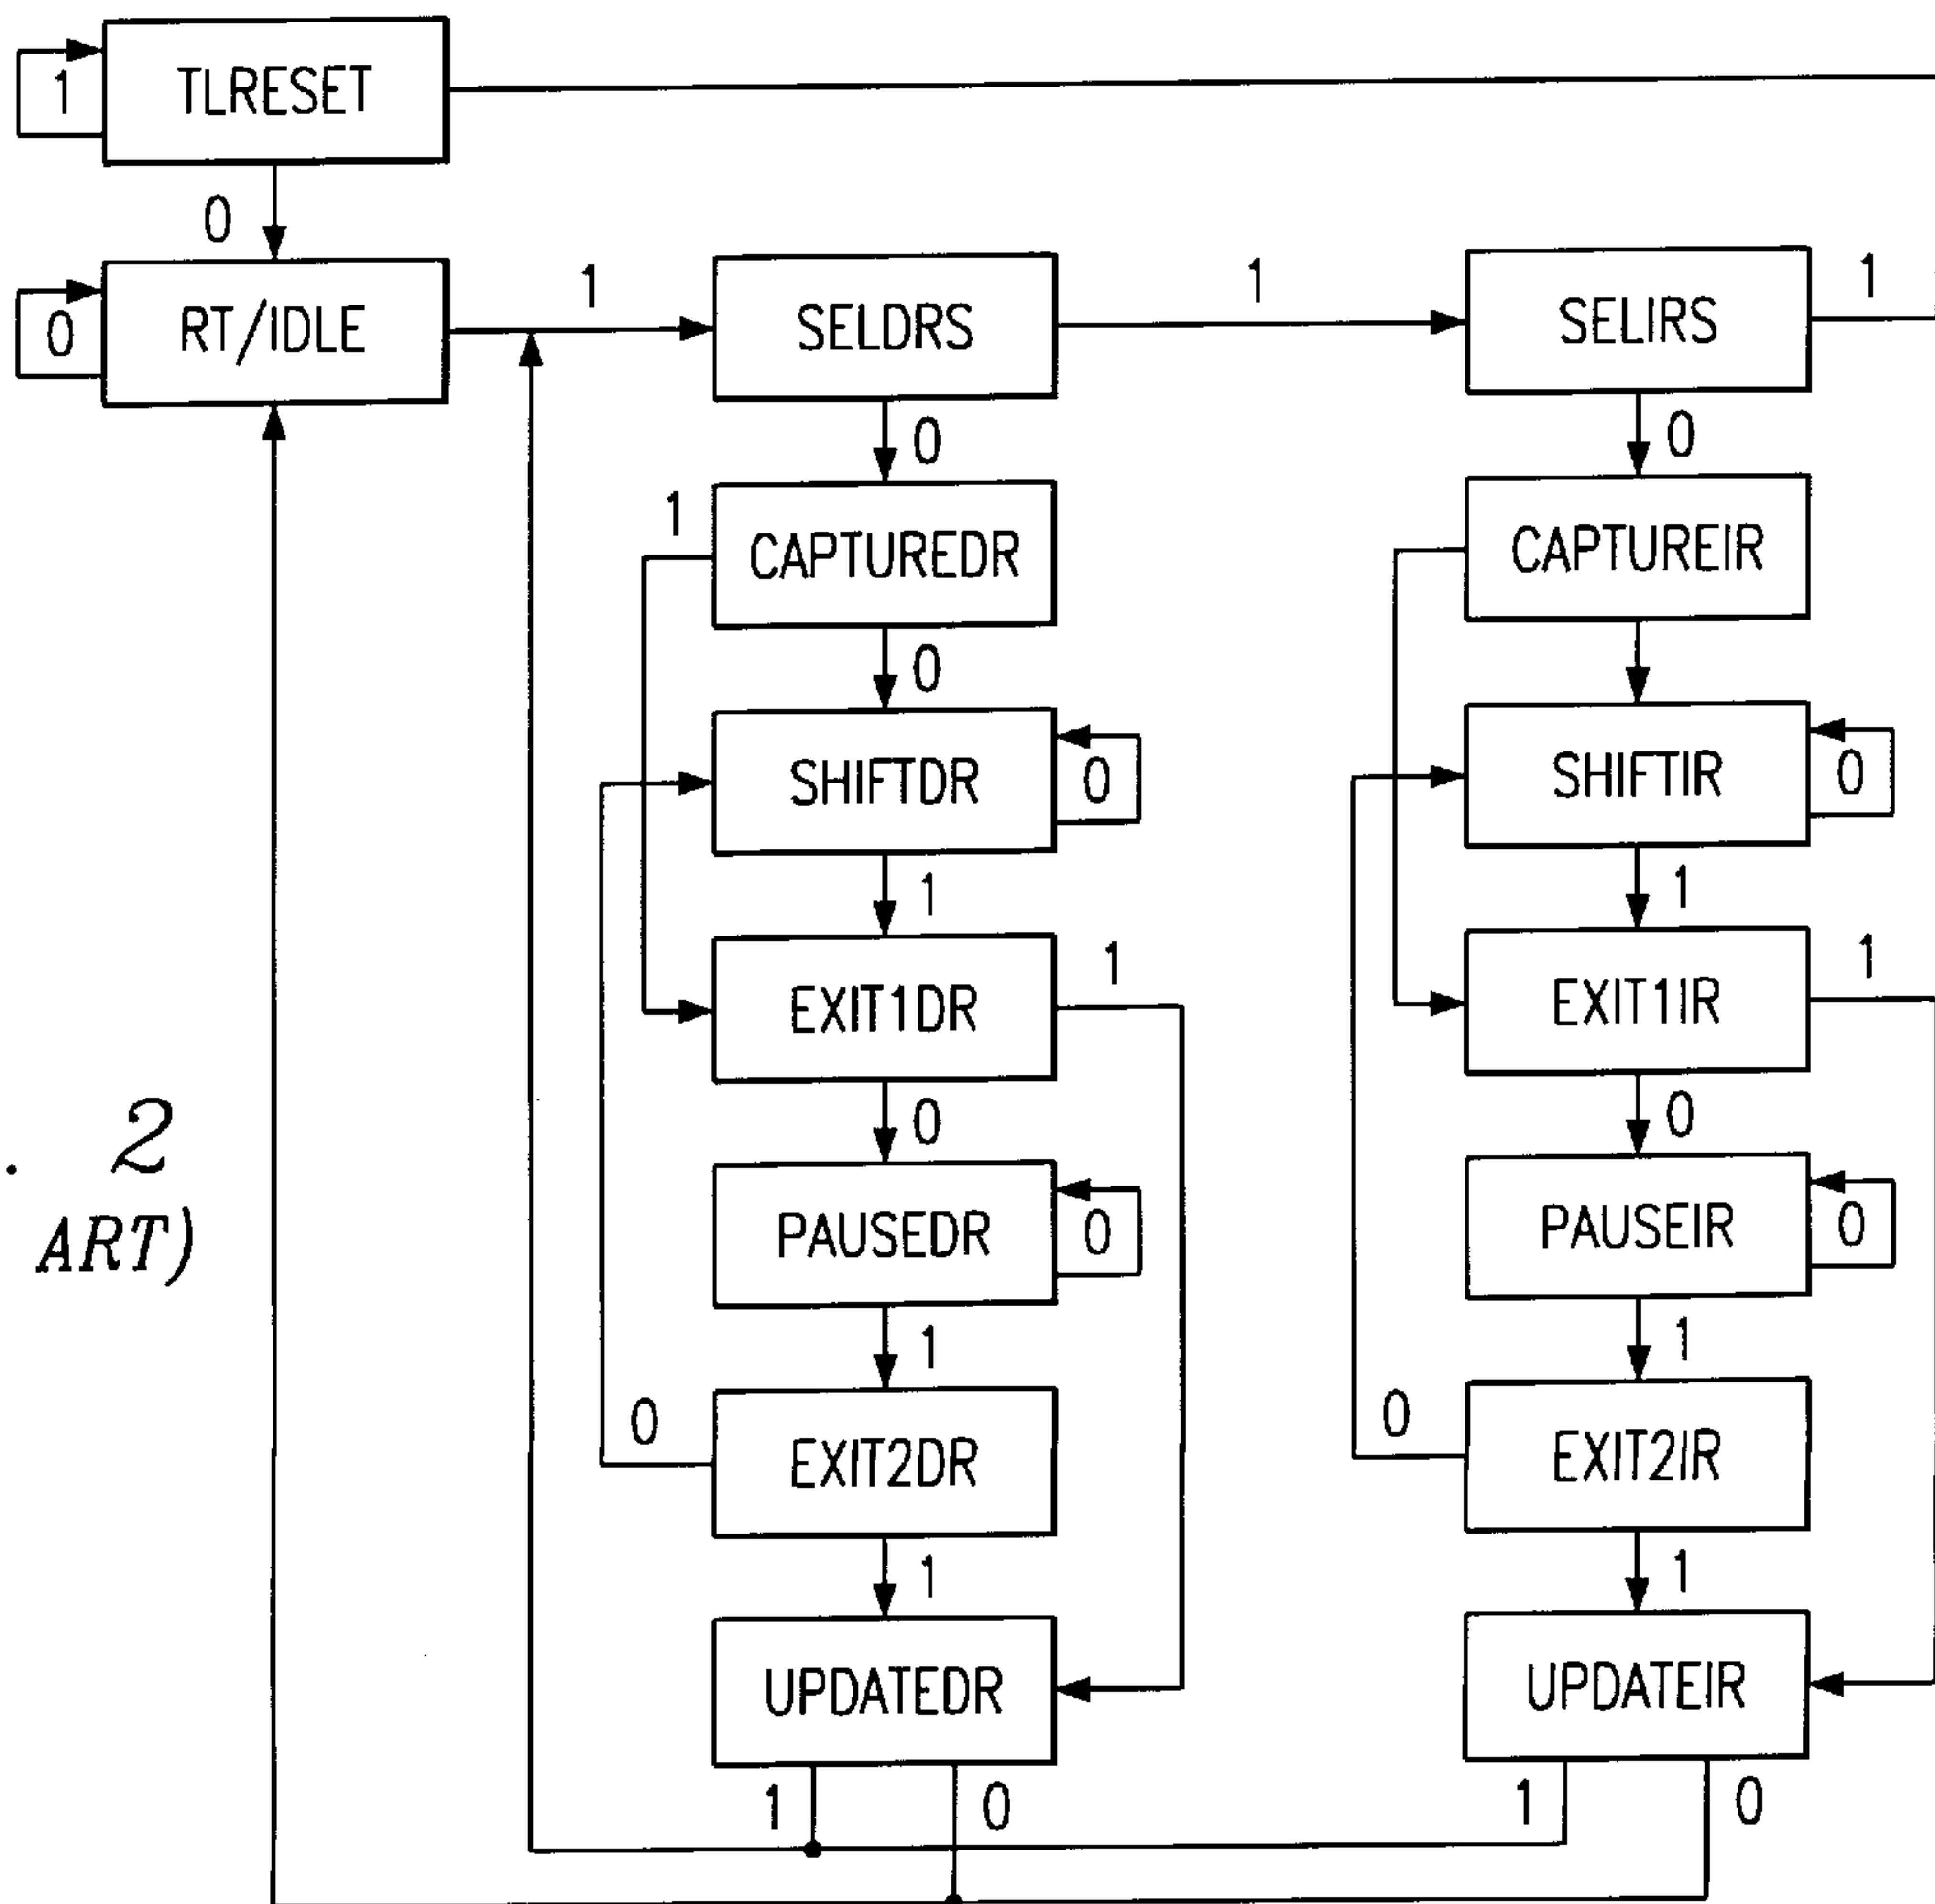 1
TLRESET
0
0
RT/IDLE
1
SELDRS
1
SELIRS
1
0
0
1
CAPTUREDR
CAPTUREIR
0
SHIFTDR
0
SHIFTIR
0
1
1
EXIT1DR
1
EXIT1IR
1
0
0
. 2
ART)
PAUSEDR
0
PAUSEIR
0
1
1
0
EXIT2DR
0
EXIT2IR
1
1
UPDATEDR
UPDATEIR
1
0
1
0